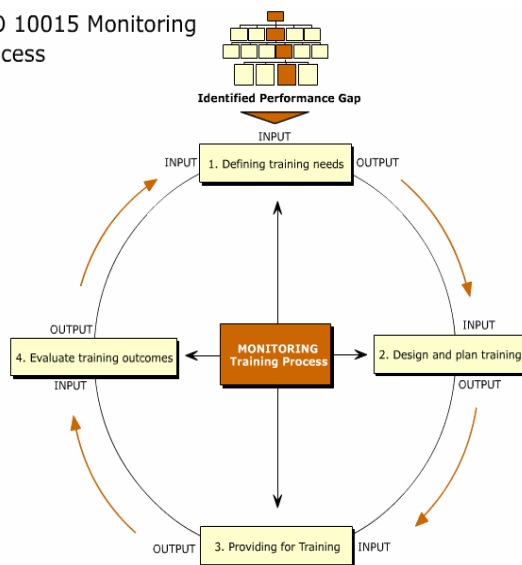 10015 Monitoring
Identified Performance Gap
INPUT
INPUT
1. Defining training needs
OUTPUT
OUTPUT
INPUT
4. Evaluate training outcomes
MONITORING
Training Process
2. Design and plan training
INPUT
OUTPUT
OUTPUT
3. Providing for Training
INPUT